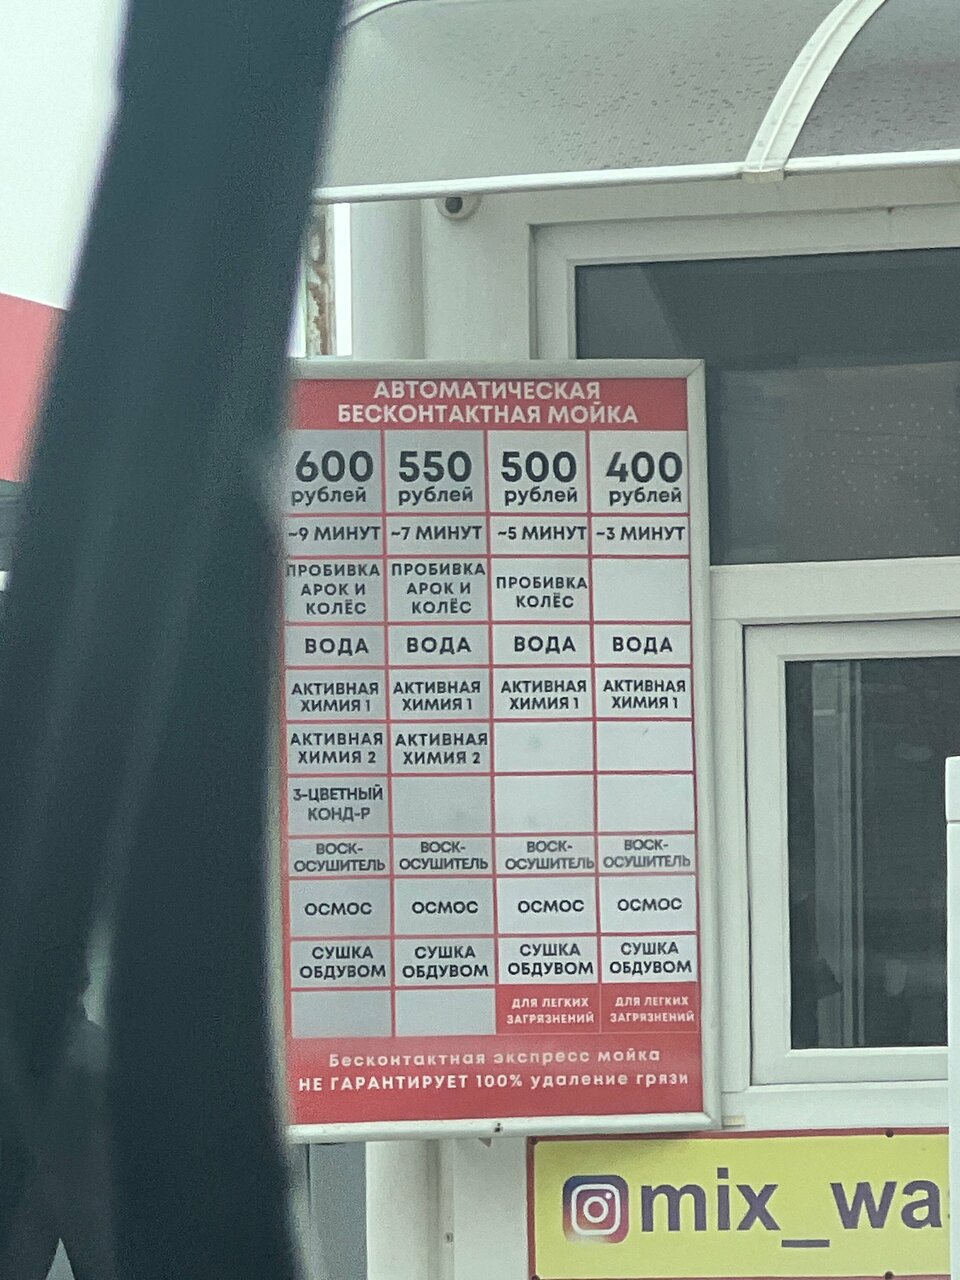 АВТОМАТИЧЕСКАЯ
БЕСКОНТАКТНАЯ МОЙКА
600 550 500 400
рублей рублей рублей рублей
~9 МИНУТ ~7 МИНУТ ~5 МИНУТ ~3 МИНУТ
ПРОБИВКА АРОК И КОЛЁС ПРОБИВКА АРОК И КОЛЁС ПРОБИВКА КОЛЁС
ВОДА ВОДА ВОДА ВОДА
АКТИВНАЯ ХИМИЯ 1 АКТИВНАЯ ХИМИЯ 1 АКТИВНАЯ ХИМИЯ 1 АКТИВНАЯ ХИМИЯ 1
АКТИВНАЯ ХИМИЯ 2 АКТИВНАЯ ХИМИЯ 2
3-ЦВЕТНЫЙ КОНД-Р
ВОСК-ОСУШИТЕЛЬ ВОСК-ОСУШИТЕЛЬ ВОСК-ОСУШИТЕЛЬ ВОСК-ОСУШИТЕЛЬ
ОСМОС ОСМОС ОСМОС ОСМОС
СУШКА ОБДУВОМ СУШКА ОБДУВОМ СУШКА ОБДУВОМ СУШКА ОБДУВОМ
ДЛЯ ЛЕГКИХ ЗАГРЯЗНЕНИЙ ДЛЯ ЛЕГКИХ ЗАГРЯЗНЕНИЙ
Бесконтактная экспресс мойка
НЕ ГАРАНТИРУЕТ 100% удаление грязи
@mix_wa